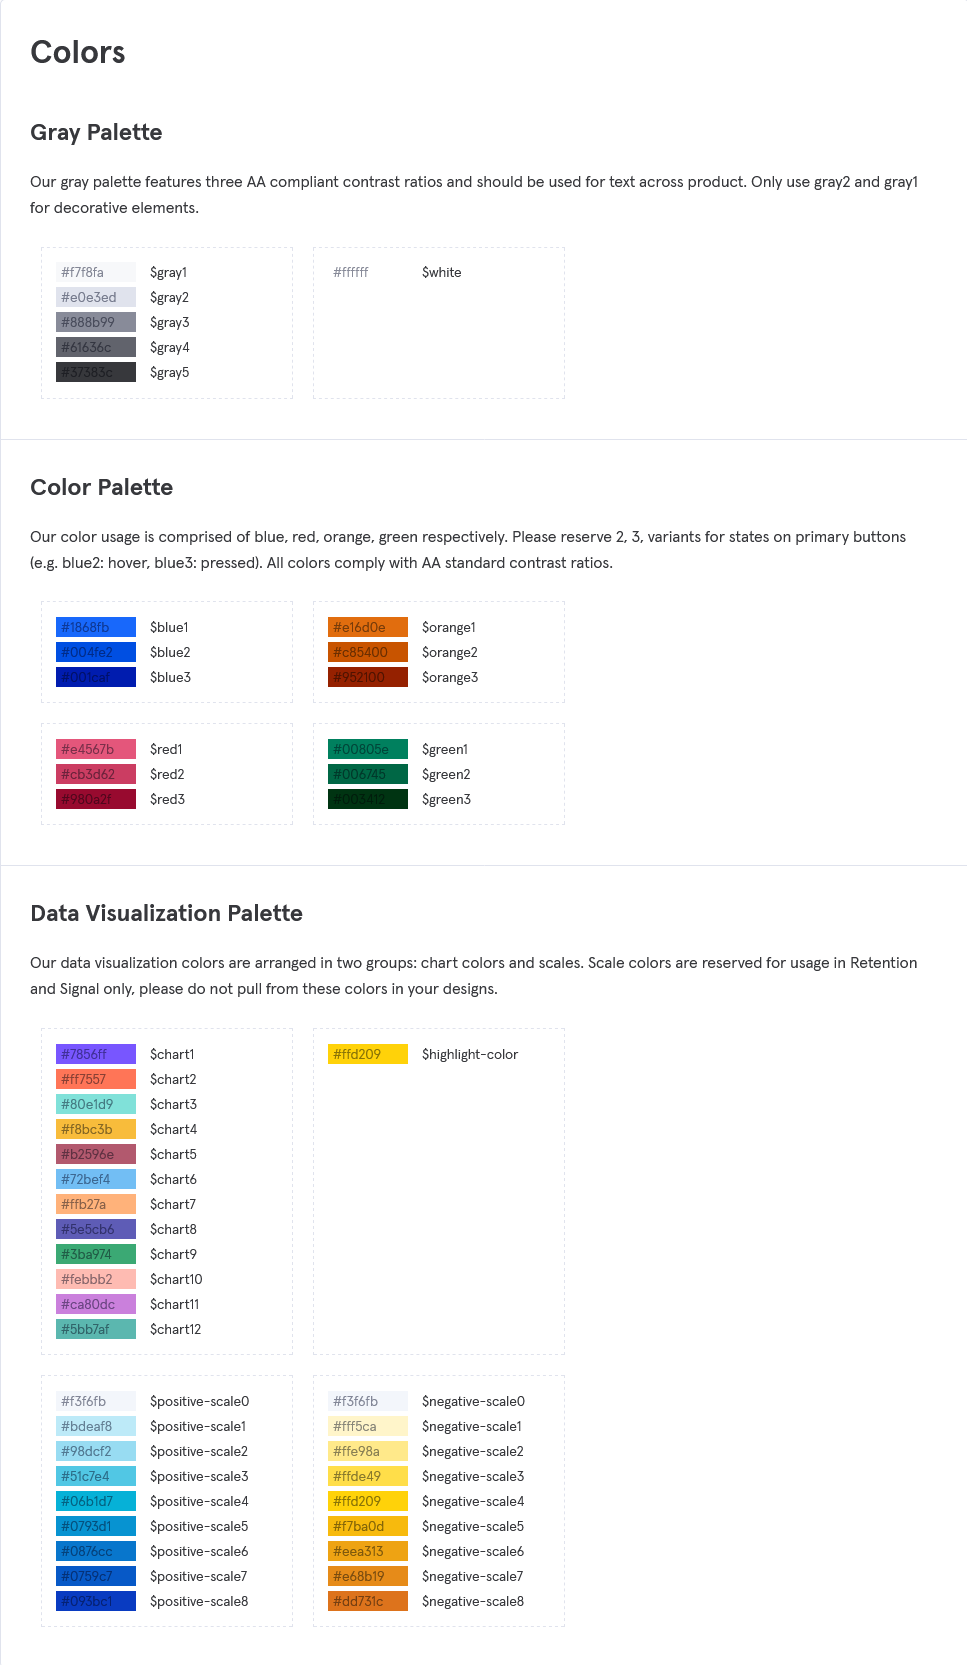 Colors
Gray Palette
Our gray palette features three AA compliant contrast ratios and should be used for text across product. Only use gray2 and gray1
for decorative elements.
#f7f8fa $gray1
#e0e3ed $gray2
#888b99 $gray3
#61636c $gray4
#37383c $gray5
#ffffff $white
Color Palette
Our color usage is comprised of blue, red, orange, green respectively. Please reserve 2, 3, variants for states on primary buttons
(e.g. blue2: hover, blue3: pressed). All colors comply with AA standard contrast ratios.
#1868fb $blue1
#004fe2 $blue2
#001caf $blue3
#e16d0e $orange1
#c85400 $orange2
#952100 $orange3
#e4567b $red1
#cb3d62 $red2
#980a2f $red3
#00805e $green1
#006745 $green2
#003412 $green3
Data Visualization Palette
Our data visualization colors are arranged in two groups: chart colors and scales. Scale colors are reserved for usage in Retention
and Signal only, please do not pull from these colors in your designs.
#7856ff $chart1
#ff7557 $chart2
#80e1d9 $chart3
#f8bc3b $chart4
#b2596e $chart5
#72bef4 $chart6
#ffb27a $chart7
#5e5cb6 $chart8
#3ba974 $chart9
#febbb2 $chart10
#ca80dc $chart11
#5bb7af $chart12
#ffd209 $highlight-color
#f3f6fb $positive-scale0
#bdeaf8 $positive-scale1
#98dcf2 $positive-scale2
#51c7e4 $positive-scale3
#06b1d7 $positive-scale4
#0793d1 $positive-scale5
#0876cc $positive-scale6
#0759c7 $positive-scale7
#093bc1 $positive-scale8
#f3f6fb $negative-scale0
#fff5ca $negative-scale1
#ffe98a $negative-scale2
#ffde49 $negative-scale3
#ffd209 $negative-scale4
#f7ba0d $negative-scale5
#eea313 $negative-scale6
#e68b19 $negative-scale7
#dd731c $negative-scale8